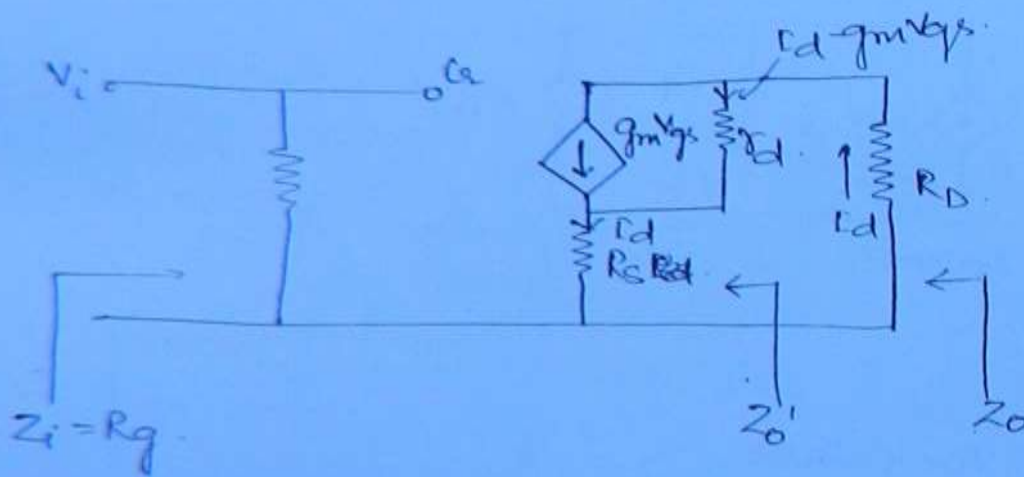 Id - gmVgs.
Vi
G
gmVgs
rd.
Id
RD.
Id
Rs
Zi = Rg.
Zo'
Zo